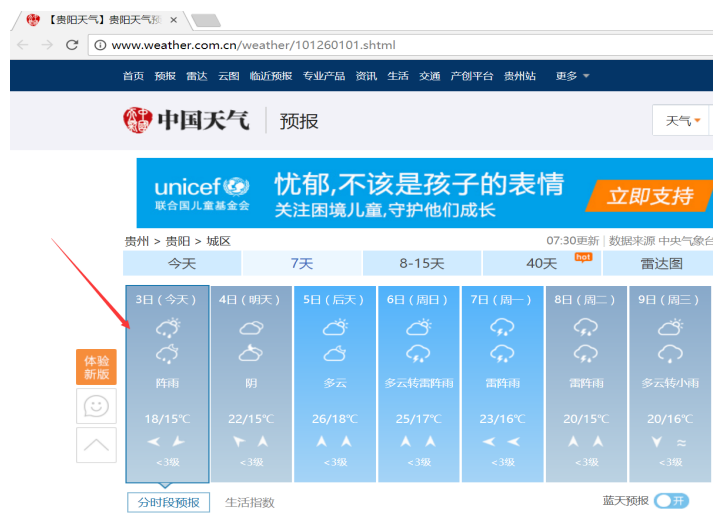 【贵阳天气】贵阳天气预
www.weather.com.cn/weather/101260101.shtml
首页 预报 雷达 云图 临近预报 专业产品 资讯 生活 交通 产创平台 贵州站 更多
中国天气 预报 天气
unicef
联合国儿童基金会
忧郁,不该是孩子的表情
关注困境儿童,守护他们成长
立即支持
贵州 > 贵阳 > 城区 07:30更新 | 数据来源 中央气象台
今天 7天 8-15天 40天 hot 雷达图
3日（今天） 4日（明天） 5日（后天） 6日（周日） 7日（周一） 8日（周二） 9日（周三）
体验
新版
阵雨 阴 多云 多云转雷阵雨 雷阵雨 雷阵雨 多云转小雨
18/15℃ 22/15℃ 26/18℃ 25/17℃ 23/16℃ 20/15℃ 20/16℃
<3级 <3级 <3级 <3级 <3级 <3级 <3级
分时段预报 生活指数 蓝天预报 开